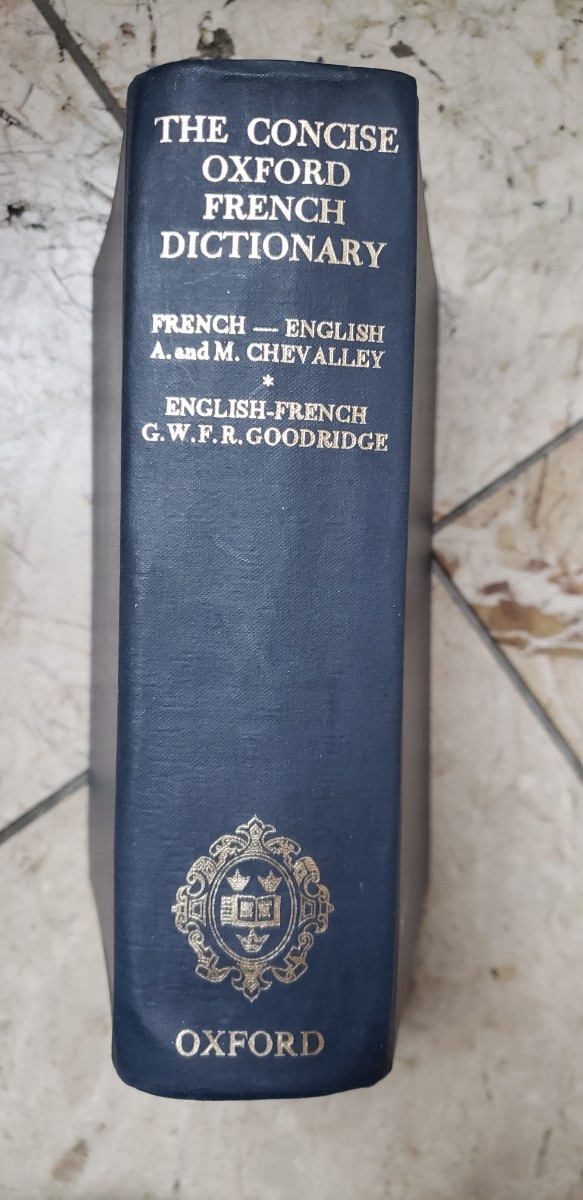 THE CONCISE
OXFORD
FRENCH
DICTIONARY
FRENCH — ENGLISH
A. and M. CHEVALLEY
*
ENGLISH-FRENCH
G.W.F.R.GOODRIDGE
OXFORD